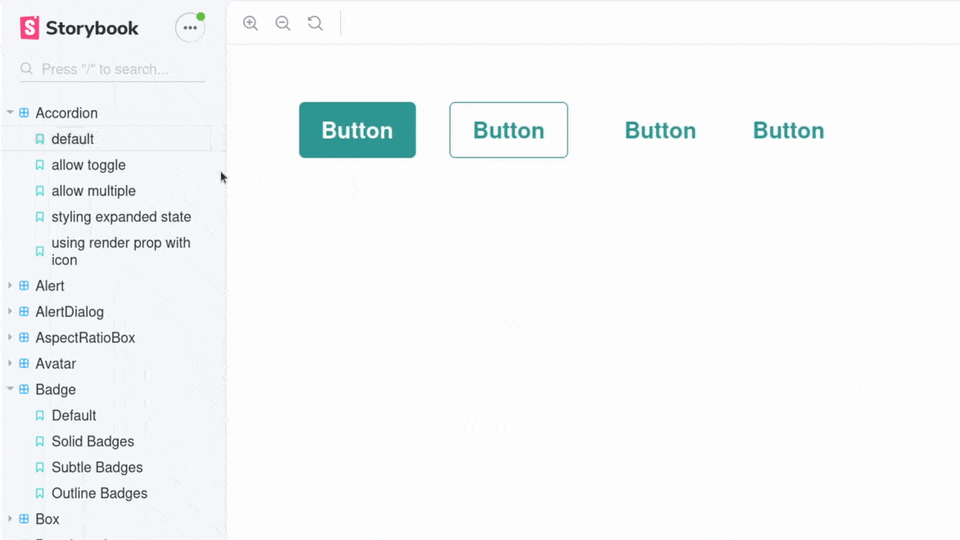 Storybook
Press "/" to search...
Accordion
default
allow toggle
allow multiple
styling expanded state
using render prop with
icon
Alert
AlertDialog
AspectRatioBox
Avatar
Badge
Default
Solid Badges
Subtle Badges
Outline Badges
Box
Button Button Button Button